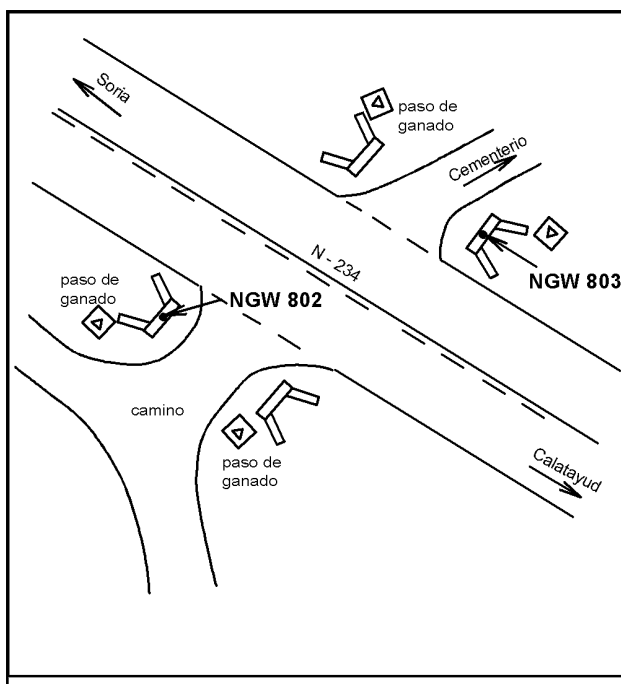 Soria
paso de
ganado
Cementerio
N - 234
NGW 803
paso de
ganado
NGW 802
camino
paso de
ganado
Calatayud